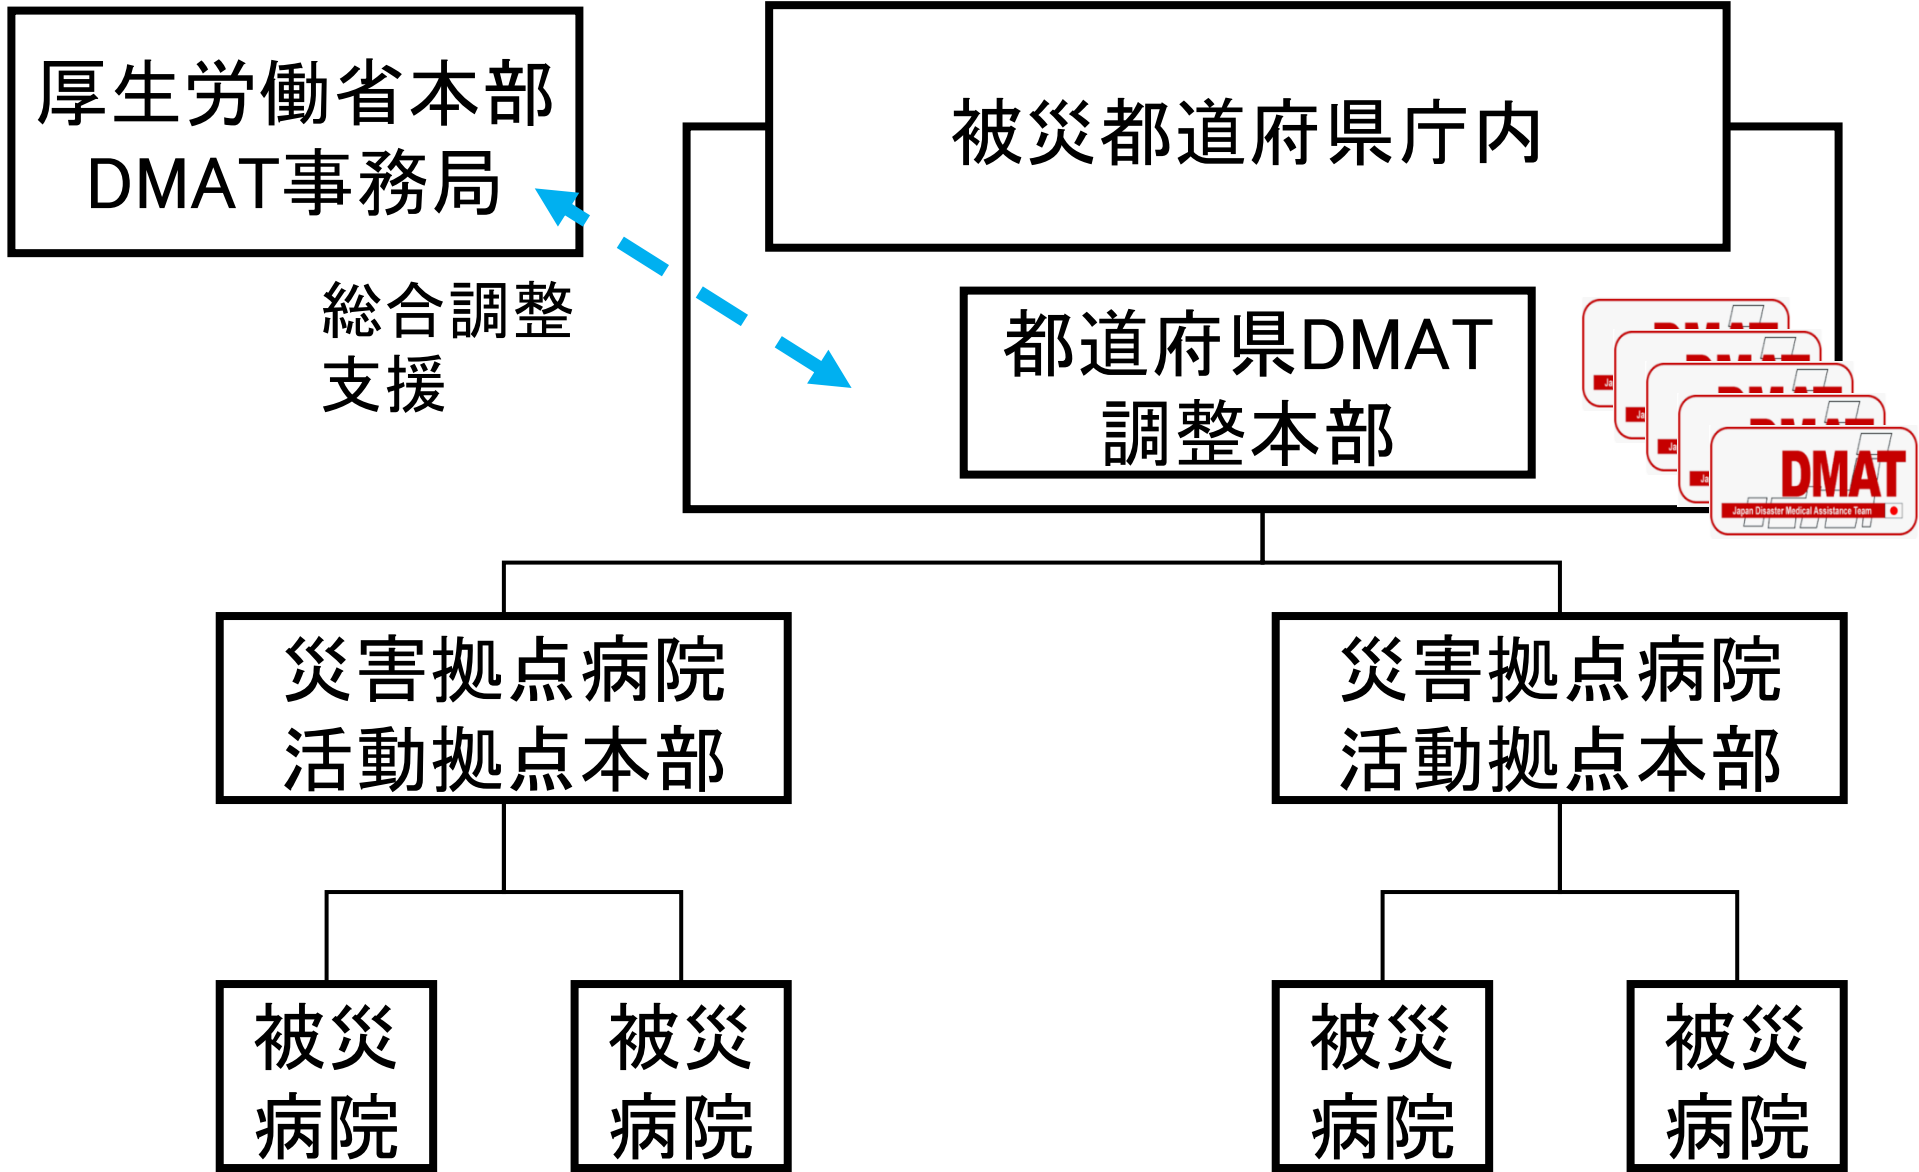 厚生労働省本部
DMAT事務局
被災都道府県庁内
総合調整
支援
都道府県DMAT
調整本部
DMAT
Japan Disaster Medical Assistance Team
災害拠点病院
活動拠点本部
災害拠点病院
活動拠点本部
被災
病院
被災
病院
被災
病院
被災
病院